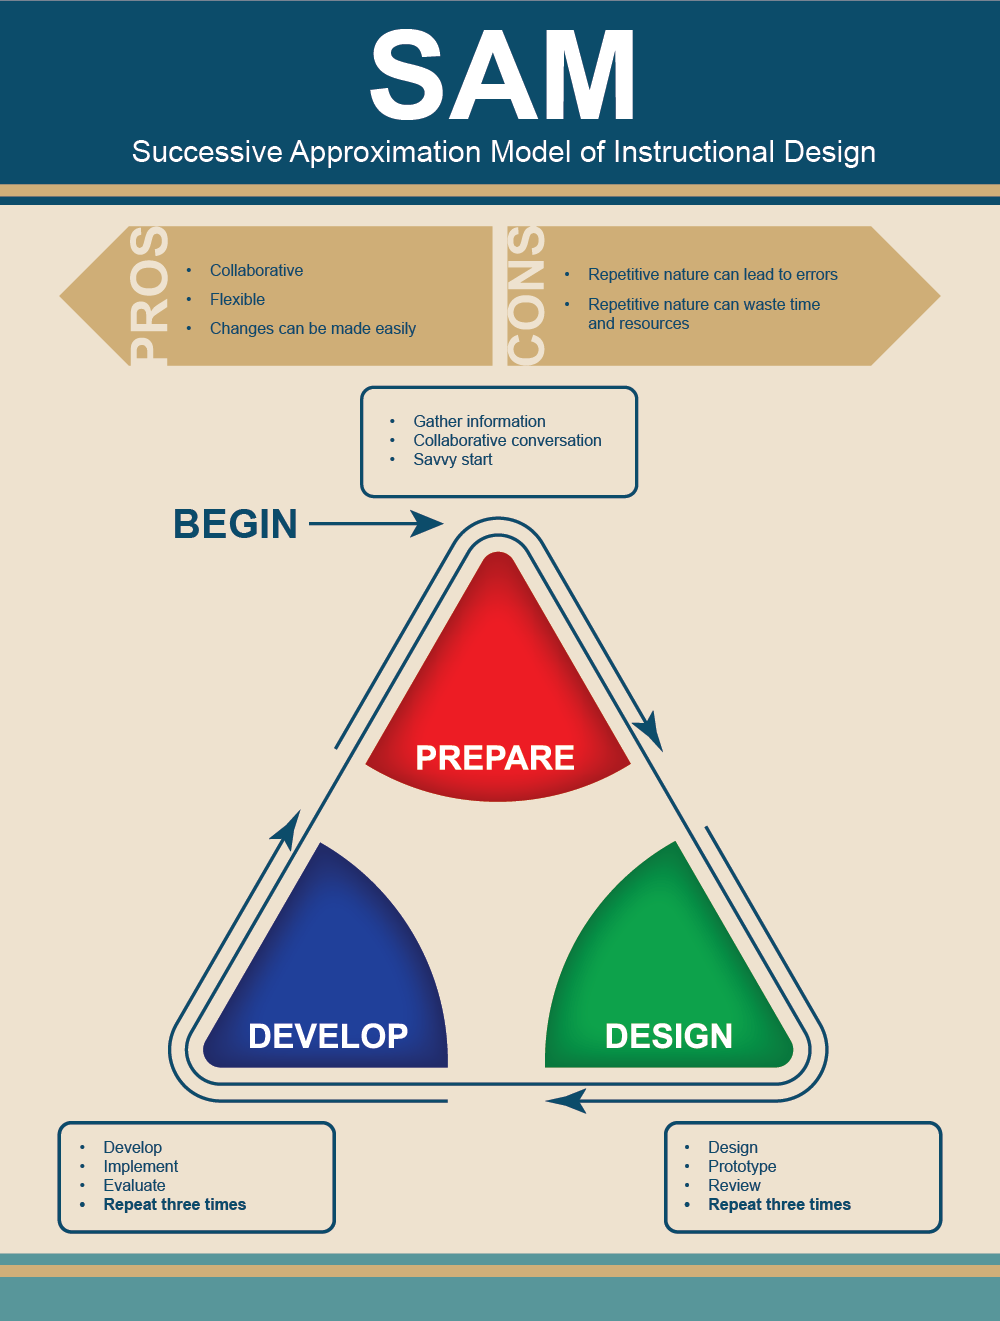 SAM
Successive Approximation Model of Instructional Design
PROS
• Collaborative
• Flexible
• Changes can be made easily
CONS
• Repetitive nature can lead to errors
• Repetitive nature can waste time
and resources
• Gather information
• Collaborative conversation
• Savvy start
BEGIN
PREPARE
DEVELOP
DESIGN
• Develop
• Implement
• Evaluate
• Repeat three times
• Design
• Prototype
• Review
• Repeat three times